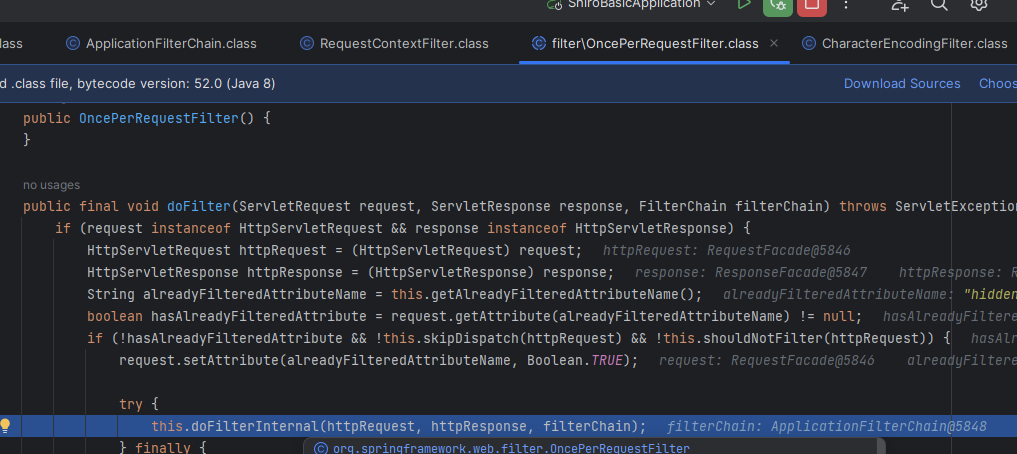 ShiroBasicApplication
lass ApplicationFilterChain.class RequestContextFilter.class filter\OncePerRequestFilter.class CharacterEncodingFilter.class
d .class file, bytecode version: 52.0 (Java 8) Download Sources Choos
public OncePerRequestFilter() {
}
no usages
public final void doFilter(ServletRequest request, ServletResponse response, FilterChain filterChain) throws ServletException
if (request instanceof HttpServletRequest && response instanceof HttpServletResponse) {
HttpServletRequest httpRequest = (HttpServletRequest) request; httpRequest: RequestFacade@5846
HttpServletResponse httpResponse = (HttpServletResponse) response; response: ResponseFacade@5847 httpResponse: R
String alreadyFilteredAttributeName = this.getAlreadyFilteredAttributeName(); alreadyFilteredAttributeName: "hidden
boolean hasAlreadyFilteredAttribute = request.getAttribute(alreadyFilteredAttributeName) != null; hasAlreadyFiltere
if (!hasAlreadyFilteredAttribute && !this.skipDispatch(httpRequest) && !this.shouldNotFilter(httpRequest)) { hasAlr
request.setAttribute(alreadyFilteredAttributeName, Boolean.TRUE); request: RequestFacade@5846 alreadyFiltere
try {
this.doFilterInternal(httpRequest, httpResponse, filterChain); filterChain: ApplicationFilterChain@5848
} finally {
org.springframework.web.filter.OncePerRequestFilter